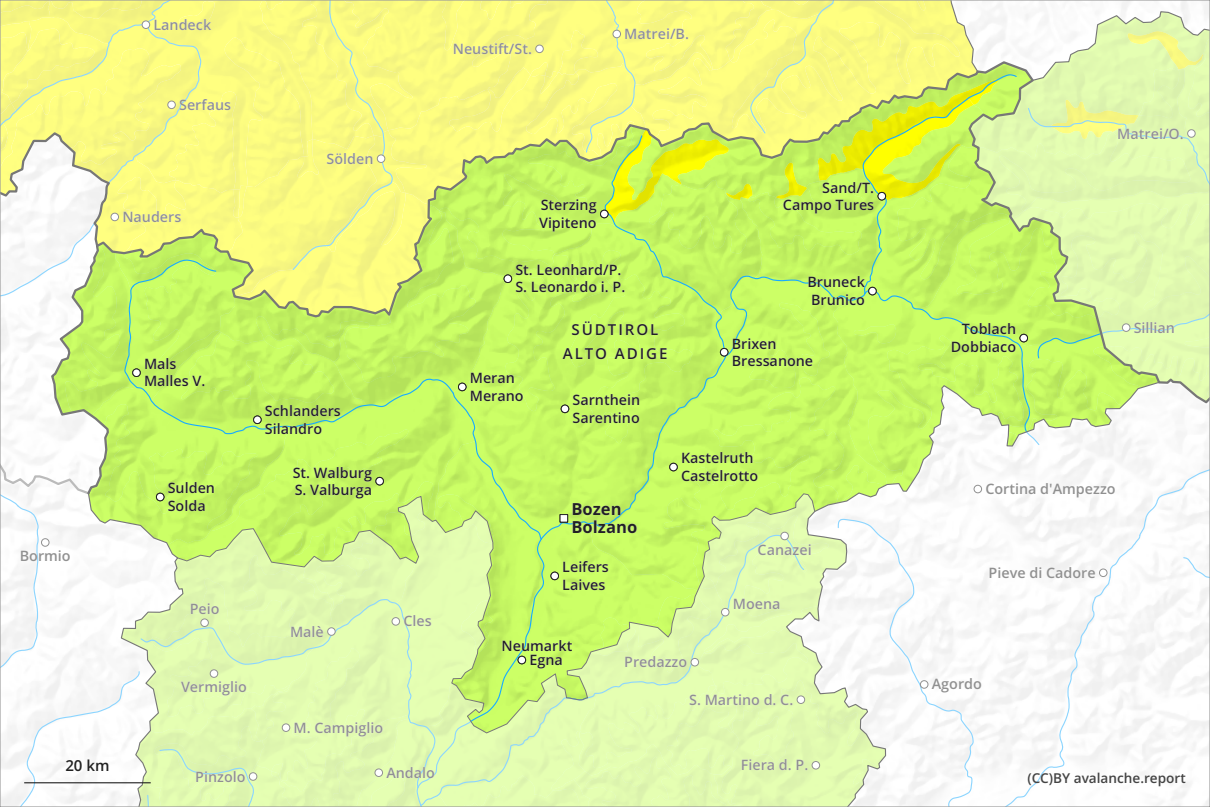 Landeck
Neustift/St.
Matrei/B.
Serfaus
Matrei/O.
Sölden
Nauders
Sand/T.
Campo Tures
Sterzing
Vipiteno
St. Leonhard/P.
S. Leonardo i. P.
Bruneck
Brunico
SÜDTIROL
ALTO ADIGE
Toblach
Dobbiaco
Sillian
Brixen
Bressanone
Mals
Malles V.
Meran
Merano
Schlanders
Silandro
Sarnthein
Sarentino
St. Walburg
S. Valburga
Kastelruth
Castelrotto
Sulden
Solda
Cortina d'Ampezzo
Bozen
Bolzano
Bormio
Canazei
Leifers
Laives
Pieve di Cadore
Peio
Moena
Malè
Cles
Neumarkt
Egna
Predazzo
Vermiglio
Agordo
S. Martino d. C.
M. Campiglio
Fiera d. P.
Pinzolo
Andalo
20 km
(CC)BY avalanche.report